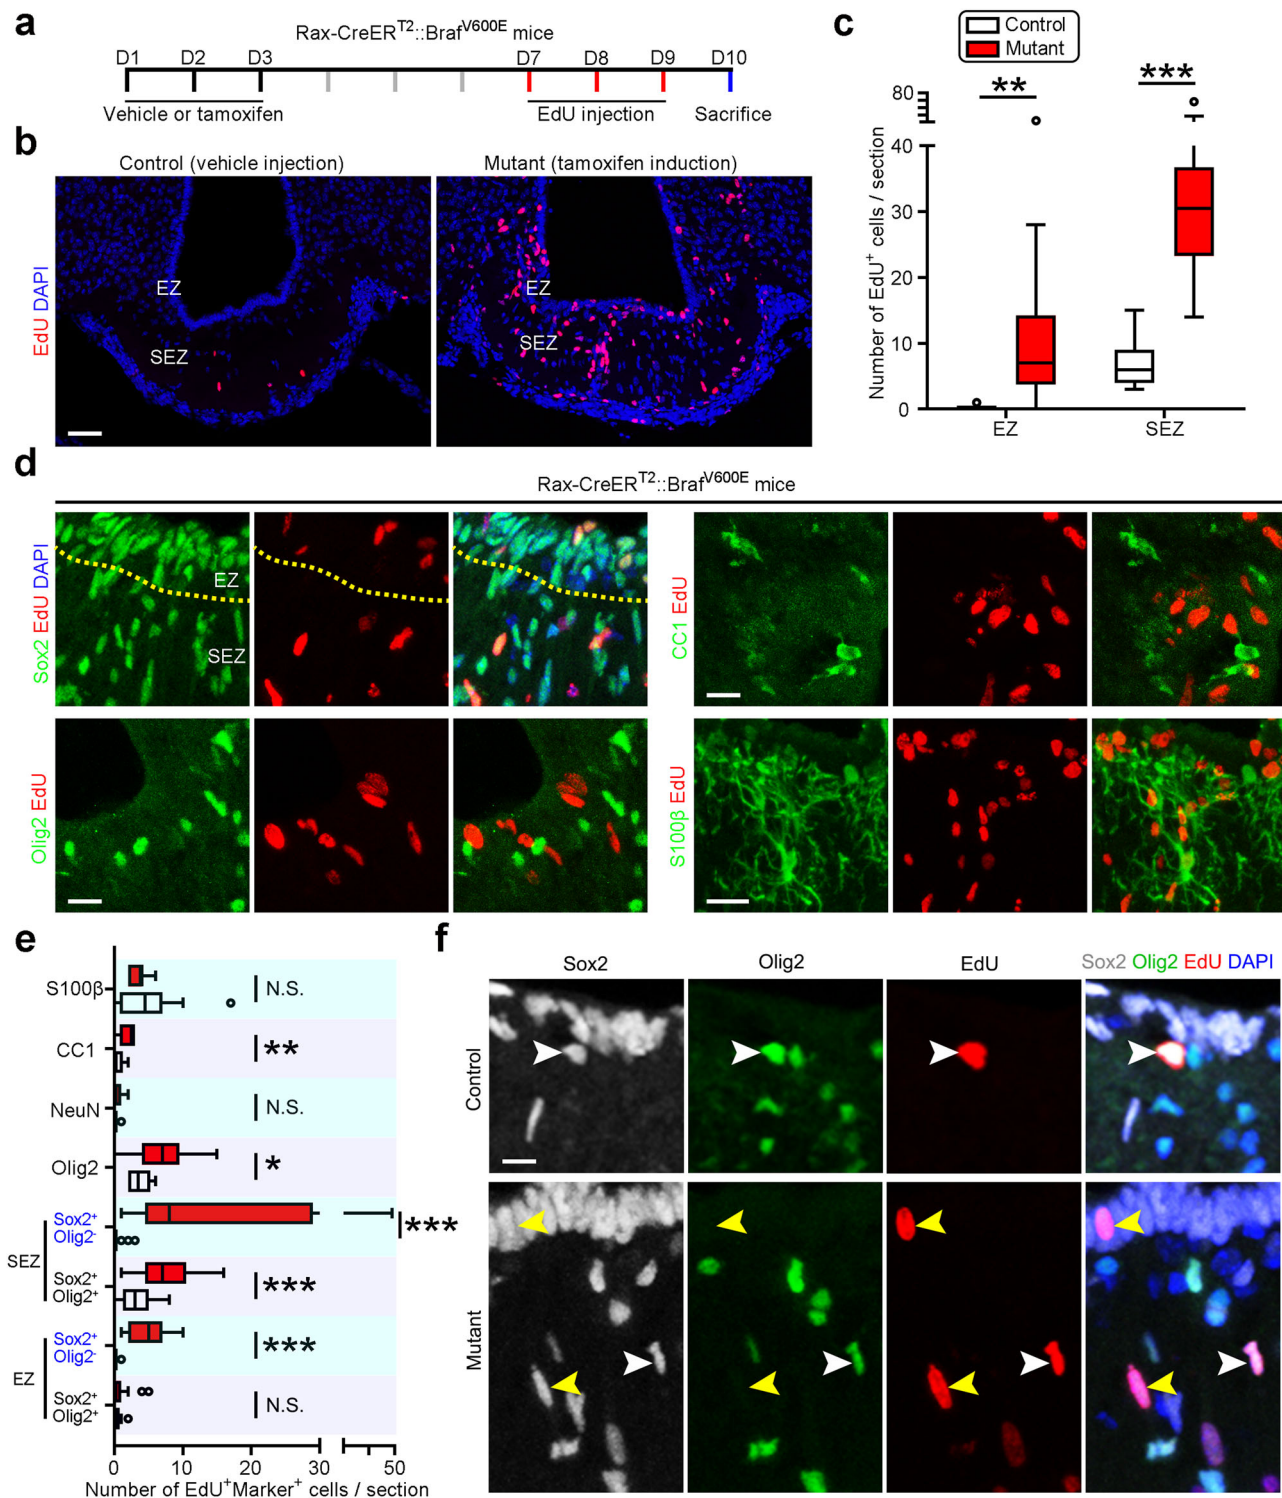 a
Rax-CreER^T2::Braf^V600E mice
D1 D2 D3 D7 D8 D9 D10
Vehicle or tamoxifen EdU injection Sacrifice
b
Control (vehicle injection) Mutant (tamoxifen induction)
EdU DAPI
EZ
SEZ
EZ
SEZ
c
Control
Mutant
** ***
Number of EdU⁺ cells / section
80
40
30
20
10
0
EZ SEZ
d
Rax-CreER^T2::Braf^V600E mice
Sox2 EdU DAPI
EZ
SEZ
CC1 EdU
Olig2 EdU
S100β EdU
e
S100β N.S.
CC1 **
NeuN N.S.
Olig2 *
SEZ
Sox2⁺
Olig2⁻
***
Sox2⁺
Olig2⁺
***
EZ
Sox2⁺
Olig2⁻
***
Sox2⁺
Olig2⁺
N.S.
0 10 20 30 50
Number of EdU⁺Marker⁺ cells / section
f
Sox2 Olig2 EdU Sox2 Olig2 EdU DAPI
Control
Mutant